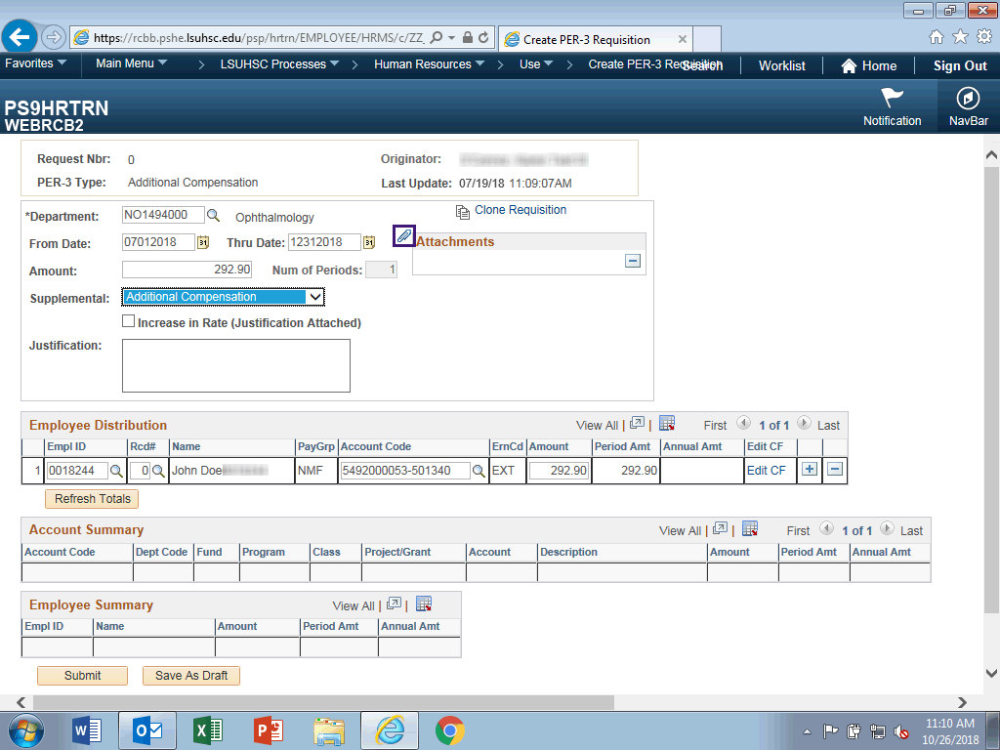 https://rcbb.pshe.lsuhsc.edu/psp/hrtrn/EMPLOYEE/HRMS/c/ZZ_
Create PER-3 Requisition
Favorites Main Menu > LSUHSC Processes > Human Resources > Use > Create PER-3 Requisition Search Worklist Home Sign Out
PS9HRTRN
WEBRCB2
Notification NavBar
Request Nbr: 0 Originator:
PER-3 Type: Additional Compensation Last Update: 07/19/18 11:09:07AM
*Department: NO1494000 Ophthalmology Clone Requisition
From Date: 07012018 Thru Date: 12312018 Attachments
Amount: 292.90 Num of Periods: 1
Supplemental: Additional Compensation
Increase in Rate (Justification Attached)
Justification:
Employee Distribution View All | | First 1 of 1 Last
Empl ID Rcd# Name PayGrp Account Code ErnCd Amount Period Amt Annual Amt Edit CF
1 0018244 0 John Doe NMF 5492000053-501340 EXT 292.90 292.90 Edit CF
Refresh Totals
Account Summary View All | | First 1 of 1 Last
Account Code Dept Code Fund Program Class Project/Grant Account Description Amount Period Amt Annual Amt
Employee Summary View All | |
Empl ID Name Amount Period Amt Annual Amt
Submit Save As Draft
11:10 AM
10/26/2018